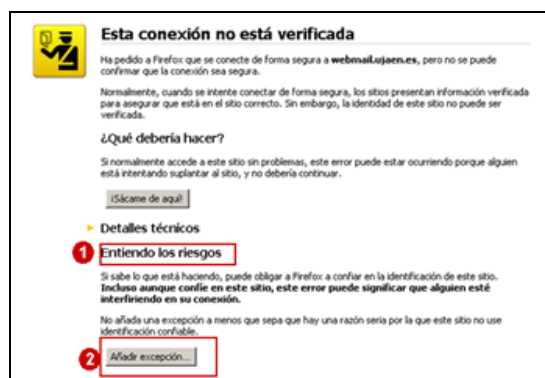 Esta conexión no está verificada
Ha pedido a Firefox que se conecte de forma segura a webmail.ujaen.es, pero no se puede
confirmar que la conexión sea segura.
Normalmente, cuando se intente conectar de forma segura, los sitios presentan información verificada
para asegurar que está en el sitio correcto. Sin embargo, la identidad de este sitio no puede ser
verificada.
¿Qué debería hacer?
Si normalmente accede a este sitio sin problemas, este error puede estar ocurriendo porque alguien
está intentando suplantar al sitio, y no debería continuar.
¡Sácame de aquí!
Detalles técnicos
1 Entiendo los riesgos
Si sabe lo que está haciendo, puede obligar a Firefox a confiar en la identificación de este sitio.
Incluso aunque confíe en este sitio, este error puede significar que alguien esté
interfiriendo en su conexión.
No añada una excepción a menos que sepa que hay una razón seria por la que este sitio no use
identificación confiable.
2 Añadir excepción...